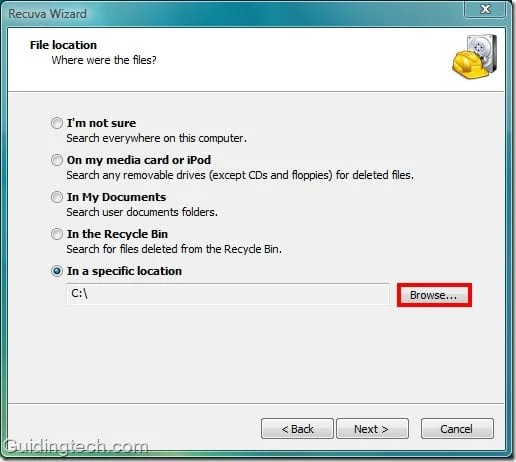 Recuva Wizard
File location
Where were the files?
I'm not sure
Search everywhere on this computer.
On my media card or iPod
Search any removable drives (except CDs and floppies) for deleted files.
In My Documents
Search user documents folders.
In the Recycle Bin
Search for files deleted from the Recycle Bin.
In a specific location
C:\
Browse...
< Back
Next >
Cancel
Guidingtech.com